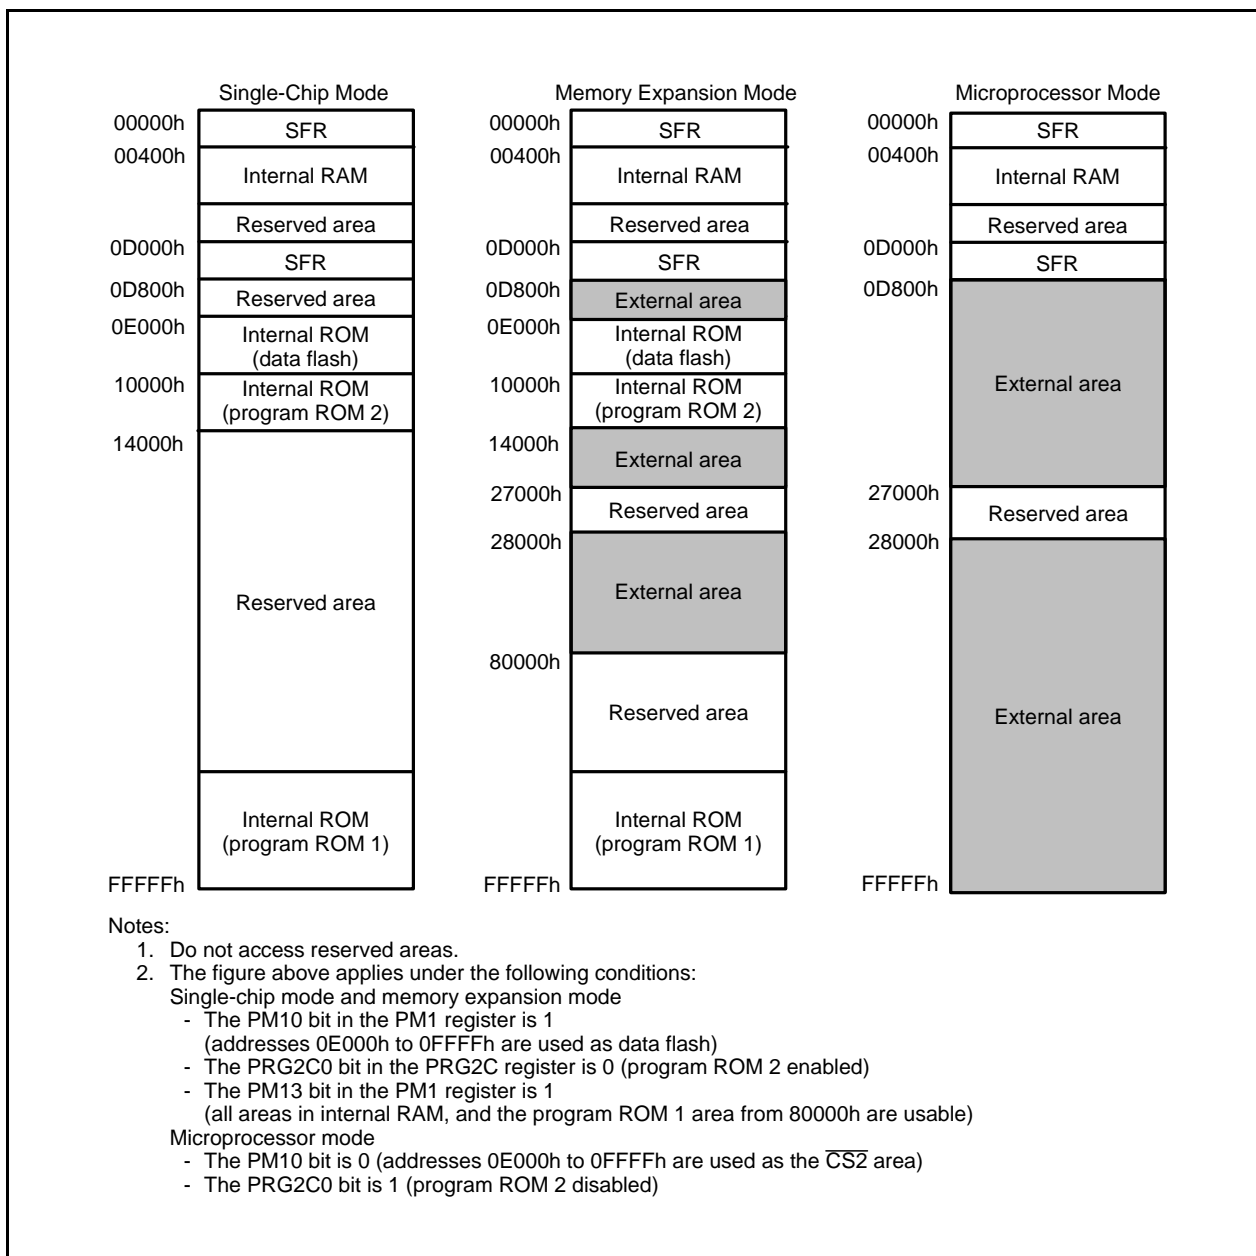 Single-Chip Mode
00000h
SFR
00400h
Internal RAM
Reserved area
0D000h
SFR
0D800h
Reserved area
0E000h
Internal ROM
(data flash)
10000h
Internal ROM
(program ROM 2)
14000h
Reserved area
Internal ROM
(program ROM 1)
FFFFFh
Memory Expansion Mode
00000h
SFR
00400h
Internal RAM
Reserved area
0D000h
SFR
0D800h
External area
0E000h
Internal ROM
(data flash)
10000h
Internal ROM
(program ROM 2)
14000h
External area
27000h
Reserved area
28000h
External area
80000h
Reserved area
Internal ROM
(program ROM 1)
FFFFFh
Microprocessor Mode
00000h
SFR
00400h
Internal RAM
Reserved area
0D000h
SFR
0D800h
External area
27000h
Reserved area
28000h
External area
FFFFFh
Notes:
1. Do not access reserved areas.
2. The figure above applies under the following conditions:
Single-chip mode and memory expansion mode
- The PM10 bit in the PM1 register is 1
(addresses 0E000h to 0FFFFh are used as data flash)
- The PRG2C0 bit in the PRG2C register is 0 (program ROM 2 enabled)
- The PM13 bit in the PM1 register is 1
(all areas in internal RAM, and the program ROM 1 area from 80000h are usable)
Microprocessor mode
- The PM10 bit is 0 (addresses 0E000h to 0FFFFh are used as the C̅S̅2̅ area)
- The PRG2C0 bit is 1 (program ROM 2 disabled)